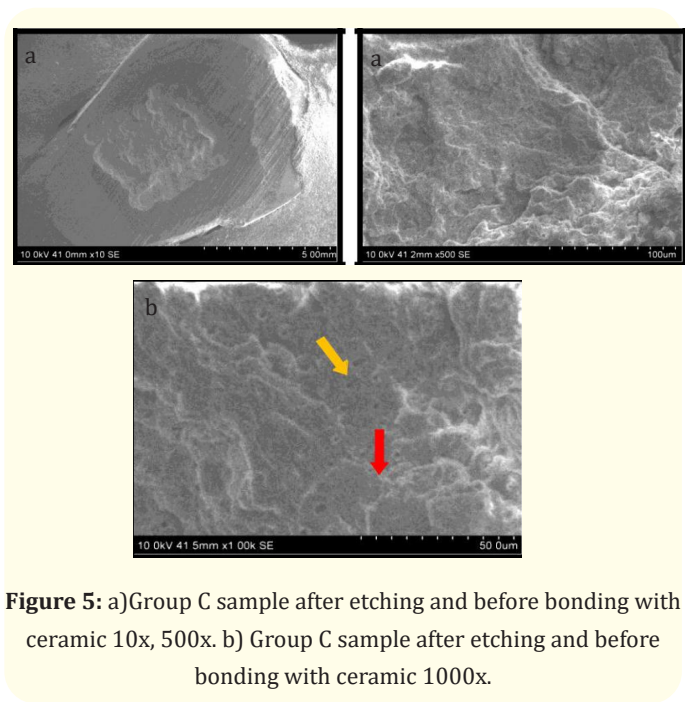 a
a
10.0kV 41.0mm x10 SE 5.00mm
10.0kV 41.2mm x500 SE 100um
b
10.0kV 41.5mm x1.00k SE 50.0um
Figure 5: a)Group C sample after etching and before bonding with
ceramic 10x, 500x. b) Group C sample after etching and before
bonding with ceramic 1000x.